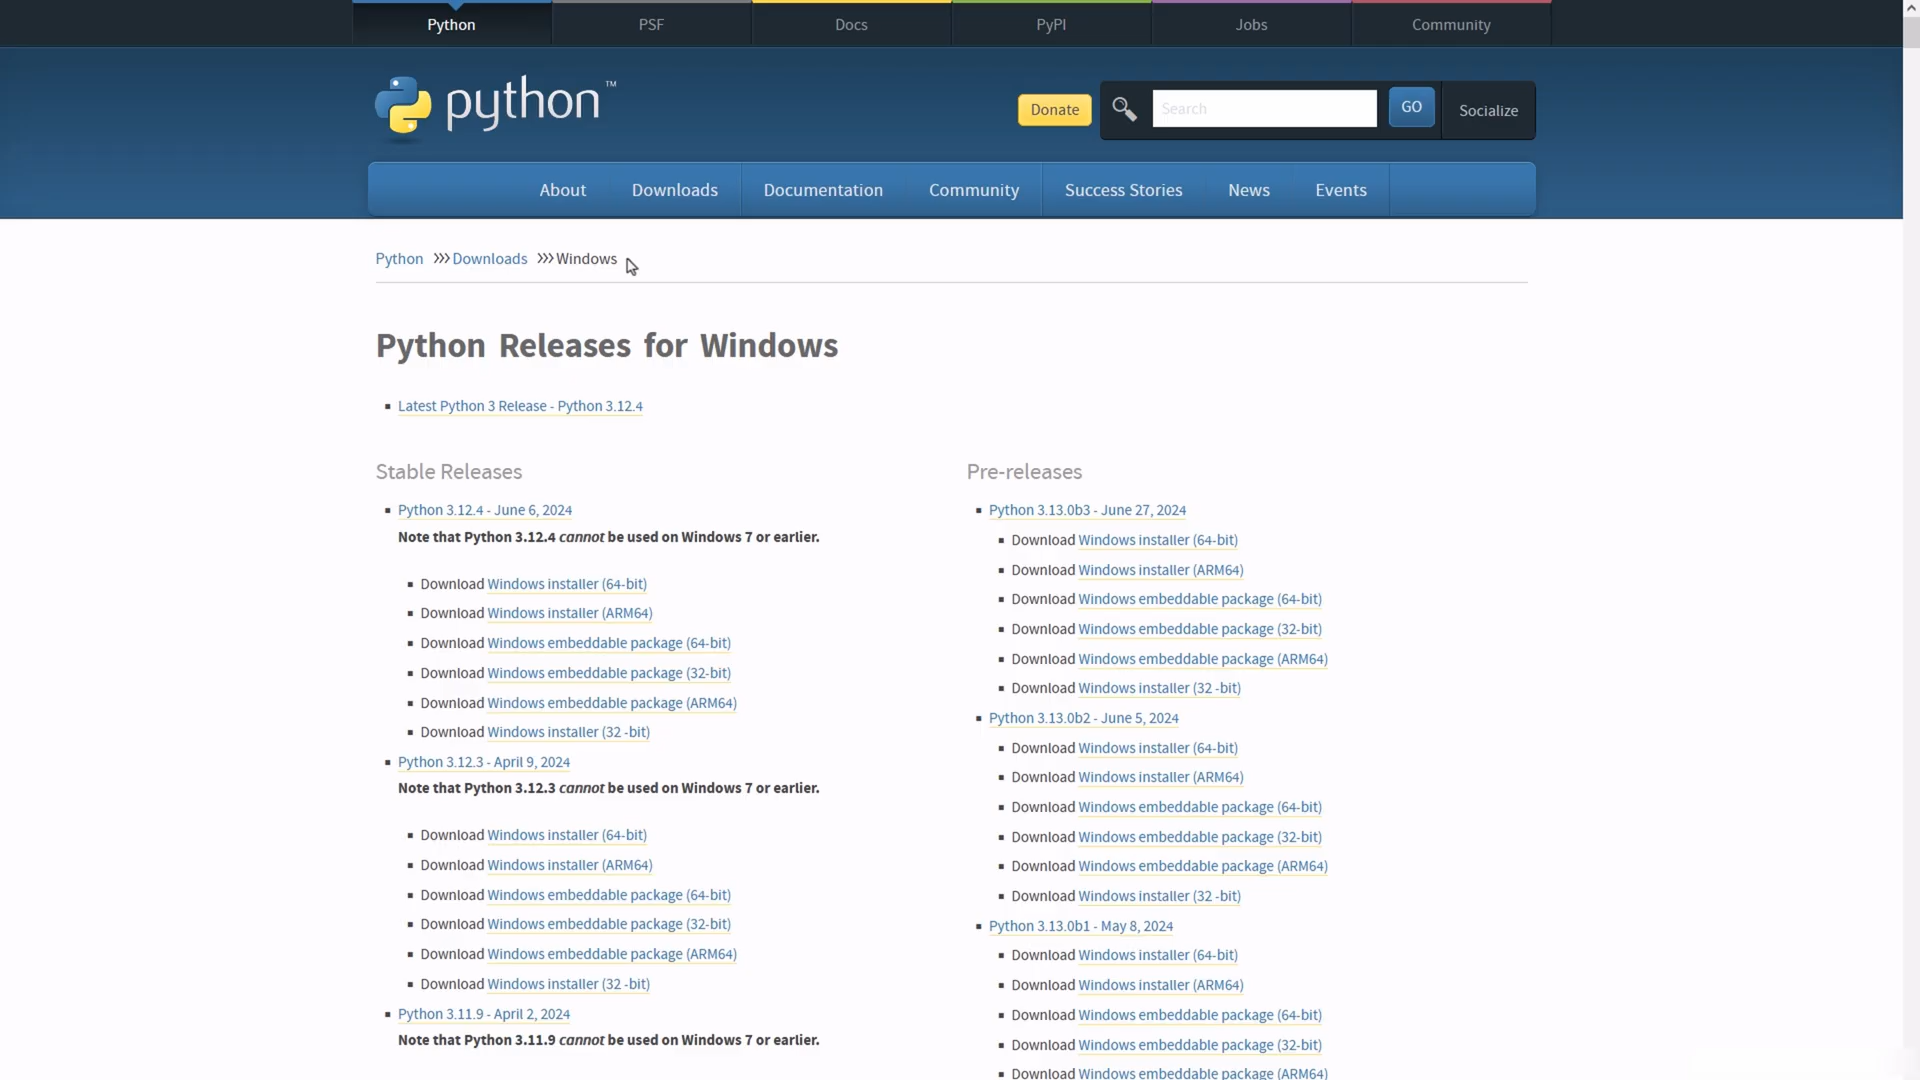 Python
PSF
Docs
PyPI
Jobs
Community
python™
Donate
Search
GO
Socialize
About
Downloads
Documentation
Community
Success Stories
News
Events
Python >>> Downloads >>> Windows
Python Releases for Windows
Latest Python 3 Release - Python 3.12.4
Stable Releases
Python 3.12.4 - June 6, 2024
Note that Python 3.12.4 cannot be used on Windows 7 or earlier.
Download Windows installer (64-bit)
Download Windows installer (ARM64)
Download Windows embeddable package (64-bit)
Download Windows embeddable package (32-bit)
Download Windows embeddable package (ARM64)
Download Windows installer (32 -bit)
Python 3.12.3 - April 9, 2024
Note that Python 3.12.3 cannot be used on Windows 7 or earlier.
Download Windows installer (64-bit)
Download Windows installer (ARM64)
Download Windows embeddable package (64-bit)
Download Windows embeddable package (32-bit)
Download Windows embeddable package (ARM64)
Download Windows installer (32 -bit)
Python 3.11.9 - April 2, 2024
Note that Python 3.11.9 cannot be used on Windows 7 or earlier.
Pre-releases
Python 3.13.0b3 - June 27, 2024
Download Windows installer (64-bit)
Download Windows installer (ARM64)
Download Windows embeddable package (64-bit)
Download Windows embeddable package (32-bit)
Download Windows embeddable package (ARM64)
Download Windows installer (32 -bit)
Python 3.13.0b2 - June 5, 2024
Download Windows installer (64-bit)
Download Windows installer (ARM64)
Download Windows embeddable package (64-bit)
Download Windows embeddable package (32-bit)
Download Windows embeddable package (ARM64)
Download Windows installer (32 -bit)
Python 3.13.0b1 - May 8, 2024
Download Windows installer (64-bit)
Download Windows installer (ARM64)
Download Windows embeddable package (64-bit)
Download Windows embeddable package (32-bit)
Download Windows embeddable package (ARM64)